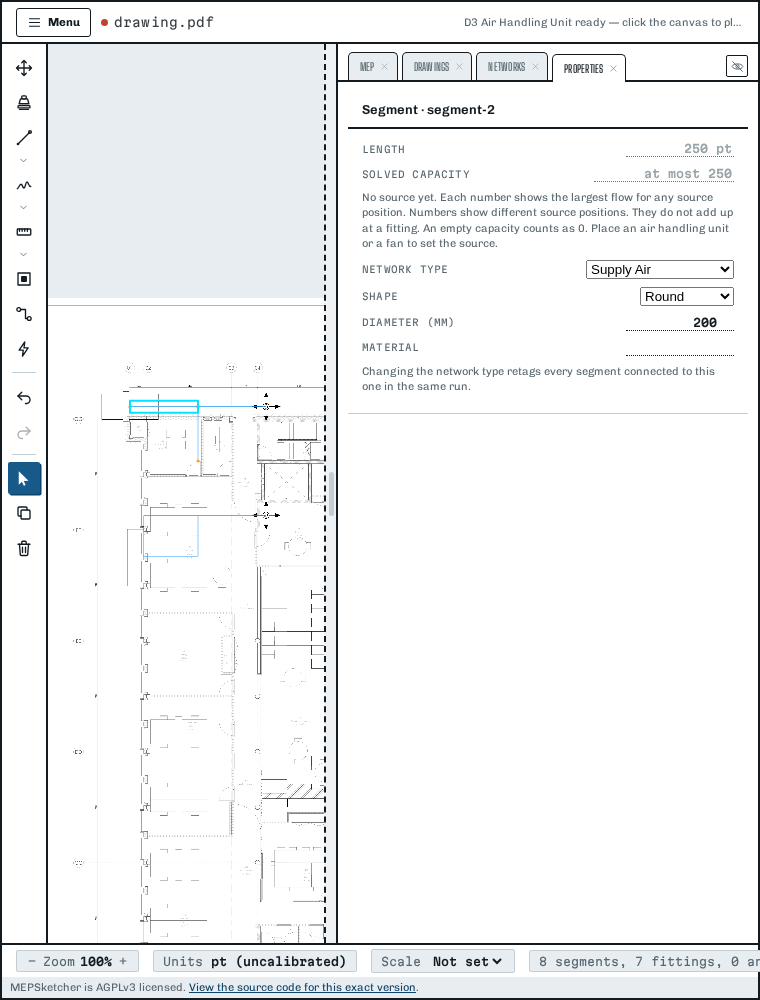 Menu
drawing.pdf
D3 Air Handling Unit ready — click the canvas to pl…
MEP
DRAWINGS
NETWORKS
PROPERTIES
Segment · segment-2
LENGTH
250 pt
SOLVED CAPACITY
at most 250
No source yet. Each number shows the largest flow for any source
position. Numbers show different source positions. They do not add up
at a fitting. An empty capacity counts as 0. Place an air handling unit
or a fan to set the source.
NETWORK TYPE
Supply Air
SHAPE
Round
DIAMETER (MM)
200
MATERIAL
Changing the network type retags every segment connected to this
one in the same run.
− Zoom 100% +
Units pt (uncalibrated)
Scale Not set
8 segments, 7 fittings, 0 ar
MEPSketcher is AGPLv3 licensed. View the source code for this exact version.